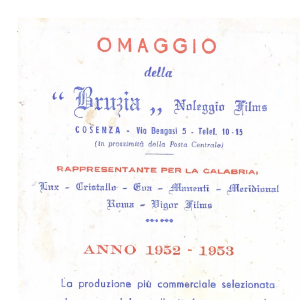 OMAGGIO
della
“ Bruzia „ Noleggio Films
COSENZA - Via Bengasi 5 - Telef. 10-15
(In prossimità della Posta Centrale)
RAPPRESENTANTE PER LA CALABRIA:
Lux - Cristallo - Eva - Manenti - Meridional
Roma - Vigor Films
ANNO 1952 - 1953
La produzione più commerciale selezionata